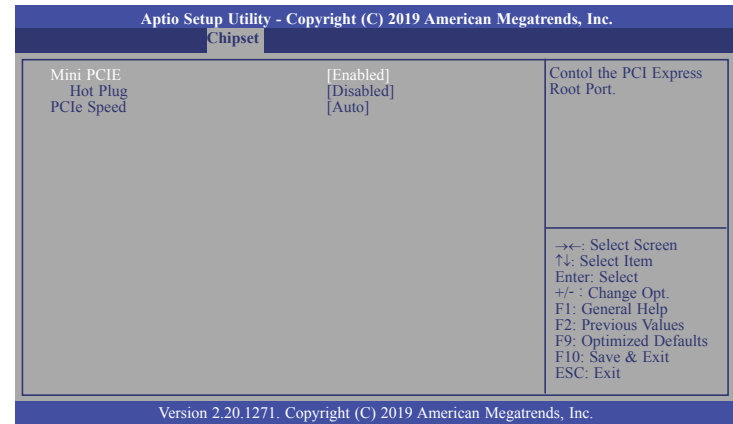 Aptio Setup Utility - Copyright (C) 2019 American Megatrends, Inc.
Chipset
Mini PCIE [Enabled]
Hot Plug [Disabled]
PCIe Speed [Auto]
Contol the PCI Express
Root Port.
→←: Select Screen
↑↓: Select Item
Enter: Select
+/- : Change Opt.
F1: General Help
F2: Previous Values
F9: Optimized Defaults
F10: Save & Exit
ESC: Exit
Version 2.20.1271. Copyright (C) 2019 American Megatrends, Inc.